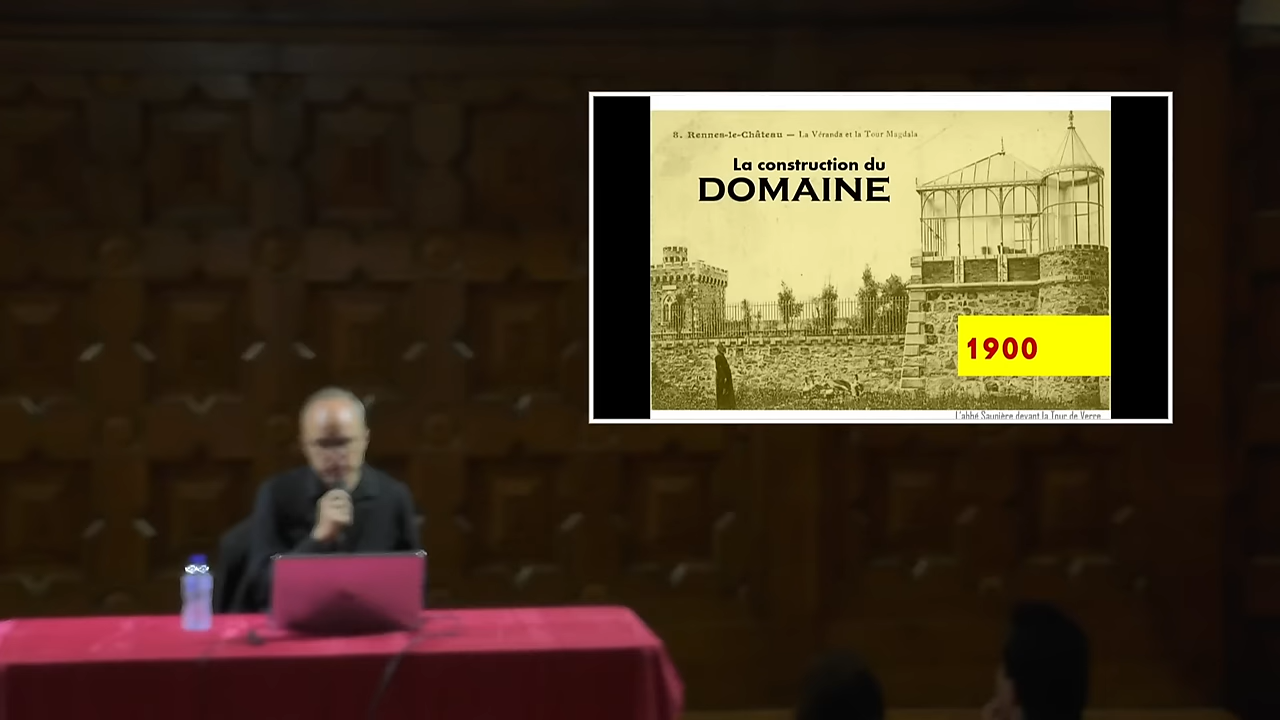 8. Rennes-le-Château — La Véranda et la Tour Magdala
La construction du
DOMAINE
1900
L'abbé Saunière devant la Tour de Verre